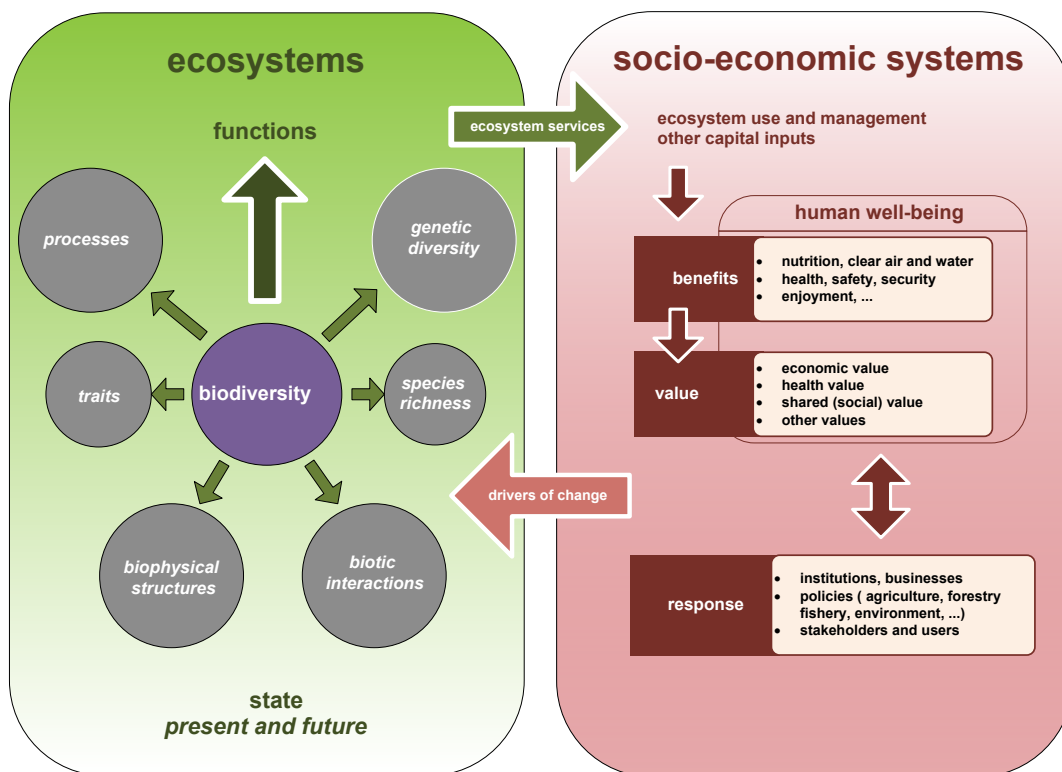 ecosystems
functions
processes
genetic
diversity
traits
biodiversity
species
richness
biophysical
structures
biotic
interactions
state
present and future
ecosystem services
drivers of change
socio-economic systems
ecosystem use and management
other capital inputs
human well-being
benefits
• nutrition, clear air and water
• health, safety, security
• enjoyment, ...
value
• economic value
• health value
• shared (social) value
• other values
response
• institutions, businesses
• policies ( agriculture, forestry
fishery, environment, ...)
• stakeholders and users